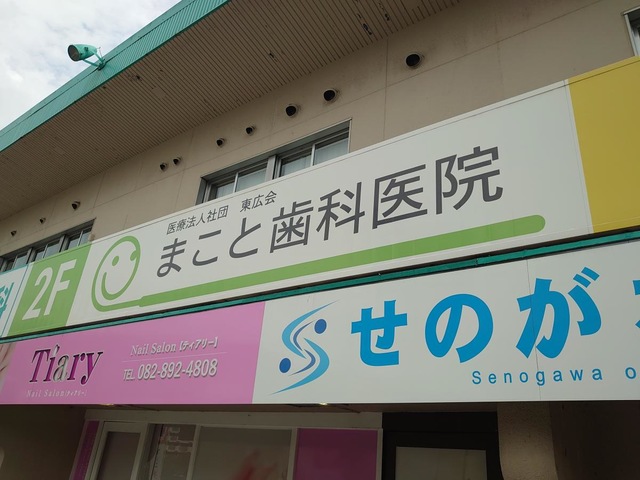 科
2F
医療法人社団 東広会
まこと歯科医院
Tiary
Nail Salon【ティアリー】
TEL 082-892-4808
せのが
Senogawa o